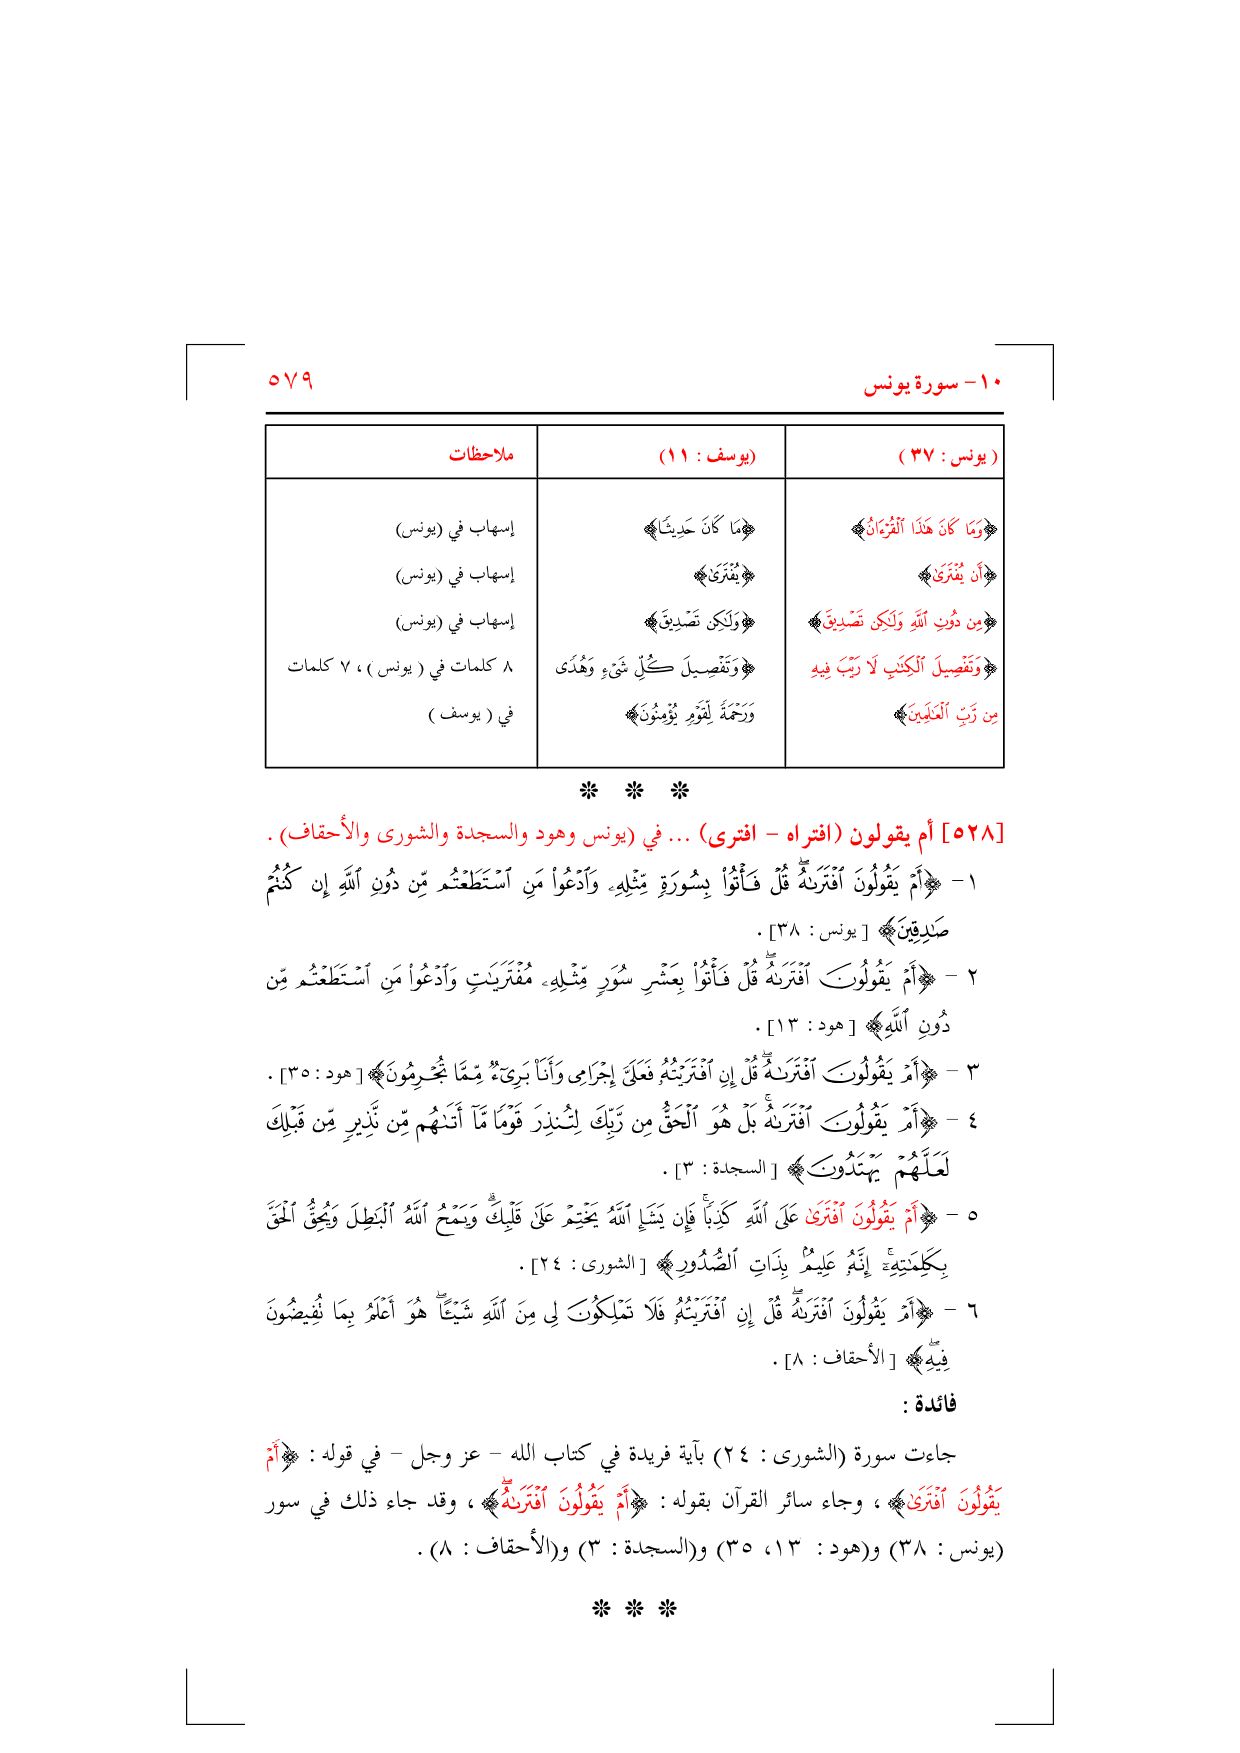 ١٠- سورة يونس ٥٧٩
( يونس : ٣٧ ) (يوسف : ١١) ملاحظات
﴿وَمَا كَانَ هَٰذَا ٱلْقُرْءَانُ﴾ ﴿مَا كَانَ حَدِيثًا﴾ إسهاب في (يونس)
﴿أَن يُفْتَرَىٰ﴾ ﴿يُفْتَرَىٰ﴾ إسهاب في (يونس)
﴿مِن دُونِ ٱللَّهِ وَلَٰكِن تَصْدِيقَ﴾ ﴿وَلَٰكِن تَصْدِيقَ﴾ إسهاب في (يونس)
﴿وَتَفْصِيلَ ٱلْكِتَٰبِ لَا رَيْبَ فِيهِ ﴿وَتَفْصِيلَ كُلِّ شَىْءٍ وَهُدًى ٨ كلمات في ( يونس ) ، ٧ كلمات
مِن رَّبِّ ٱلْعَٰلَمِينَ﴾ وَرَحْمَةً لِّقَوْمٍ يُؤْمِنُونَ﴾ في ( يوسف )
❊ ❊ ❊
[٥٢٨] أم يقولون (افتراه – افترى) ... في (يونس وهود والسجدة والشورى والأحقاف) .
١ – ﴿أَمْ يَقُولُونَ ٱفْتَرَىٰهُ ۖ قُلْ فَأْتُوا۟ بِسُورَةٍ مِّثْلِهِۦ وَٱدْعُوا۟ مَنِ ٱسْتَطَعْتُم مِّن دُونِ ٱللَّهِ إِن كُنتُمْ
صَٰدِقِينَ﴾ [ يونس : ٣٨] .
٢ – ﴿أَمْ يَقُولُونَ ٱفْتَرَىٰهُ ۖ قُلْ فَأْتُوا۟ بِعَشْرِ سُوَرٍ مِّثْلِهِۦ مُفْتَرَيَٰتٍ وَٱدْعُوا۟ مَنِ ٱسْتَطَعْتُم مِّن
دُونِ ٱللَّهِ﴾ [ هود : ١٣] .
٣ – ﴿أَمْ يَقُولُونَ ٱفْتَرَىٰهُ ۖ قُلْ إِنِ ٱفْتَرَيْتُهُۥ فَعَلَىَّ إِجْرَامِى وَأَنَا۠ بَرِىٓءٌ مِّمَّا تُجْرِمُونَ﴾ [ هود : ٣٥] .
٤ – ﴿أَمْ يَقُولُونَ ٱفْتَرَىٰهُ ۚ بَلْ هُوَ ٱلْحَقُّ مِن رَّبِّكَ لِتُنذِرَ قَوْمًا مَّآ أَتَىٰهُم مِّن نَّذِيرٍ مِّن قَبْلِكَ
لَعَلَّهُمْ يَهْتَدُونَ﴾ [ السجدة : ٣] .
٥ – ﴿أَمْ يَقُولُونَ ٱفْتَرَىٰ عَلَى ٱللَّهِ كَذِبًا ۖ فَإِن يَشَإِ ٱللَّهُ يَخْتِمْ عَلَىٰ قَلْبِكَ ۗ وَيَمْحُ ٱللَّهُ ٱلْبَٰطِلَ وَيُحِقُّ ٱلْحَقَّ
بِكَلِمَٰتِهِۦٓ ۚ إِنَّهُۥ عَلِيمٌۢ بِذَاتِ ٱلصُّدُورِ﴾ [ الشورى : ٢٤] .
٦ – ﴿أَمْ يَقُولُونَ ٱفْتَرَىٰهُ ۖ قُلْ إِنِ ٱفْتَرَيْتُهُۥ فَلَا تَمْلِكُونَ لِى مِنَ ٱللَّهِ شَيْـًٔا ۖ هُوَ أَعْلَمُ بِمَا تُفِيضُونَ
فِيهِ ۖ﴾ [ الأحقاف : ٨] .
فائدة :
جاءت سورة (الشورى : ٢٤) بآية فريدة في كتاب الله – عز وجل – في قوله : ﴿أَمْ
يَقُولُونَ ٱفْتَرَىٰ﴾ ، وجاء سائر القرآن بقوله : ﴿أَمْ يَقُولُونَ ٱفْتَرَىٰهُ ۖ﴾ ، وقد جاء ذلك في سور
(يونس : ٣٨) و(هود : ١٣، ٣٥) و(السجدة : ٣) و(الأحقاف : ٨) .
❊ ❊ ❊